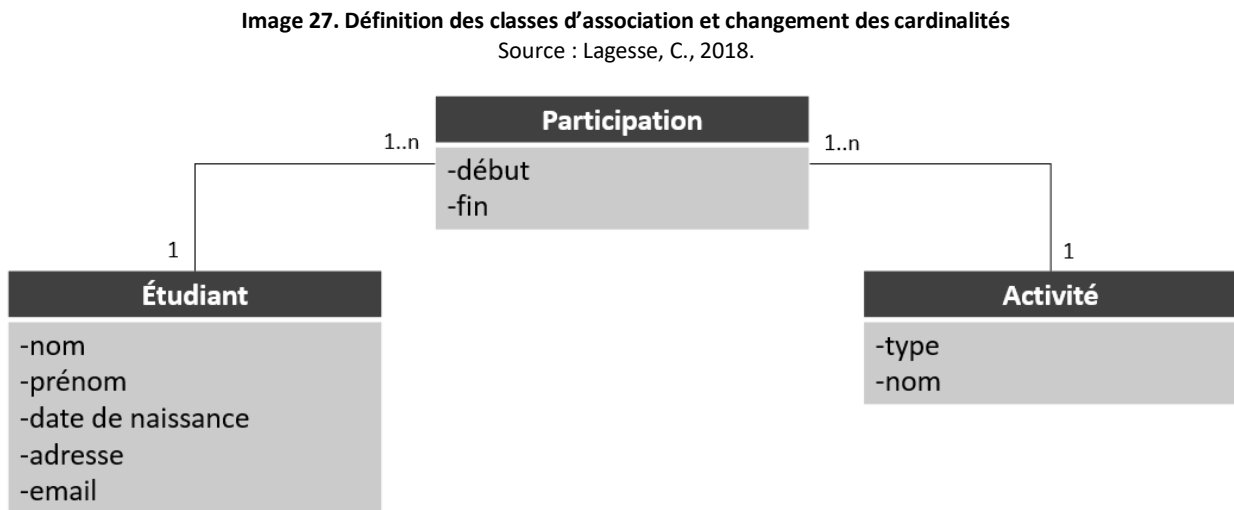 Image 27. Définition des classes d’association et changement des cardinalités
Source : Lagesse, C., 2018.
Participation
1..n
1..n
-début
-fin
1
1
Étudiant
Activité
-nom
-prénom
-date de naissance
-adresse
-email
-type
-nom